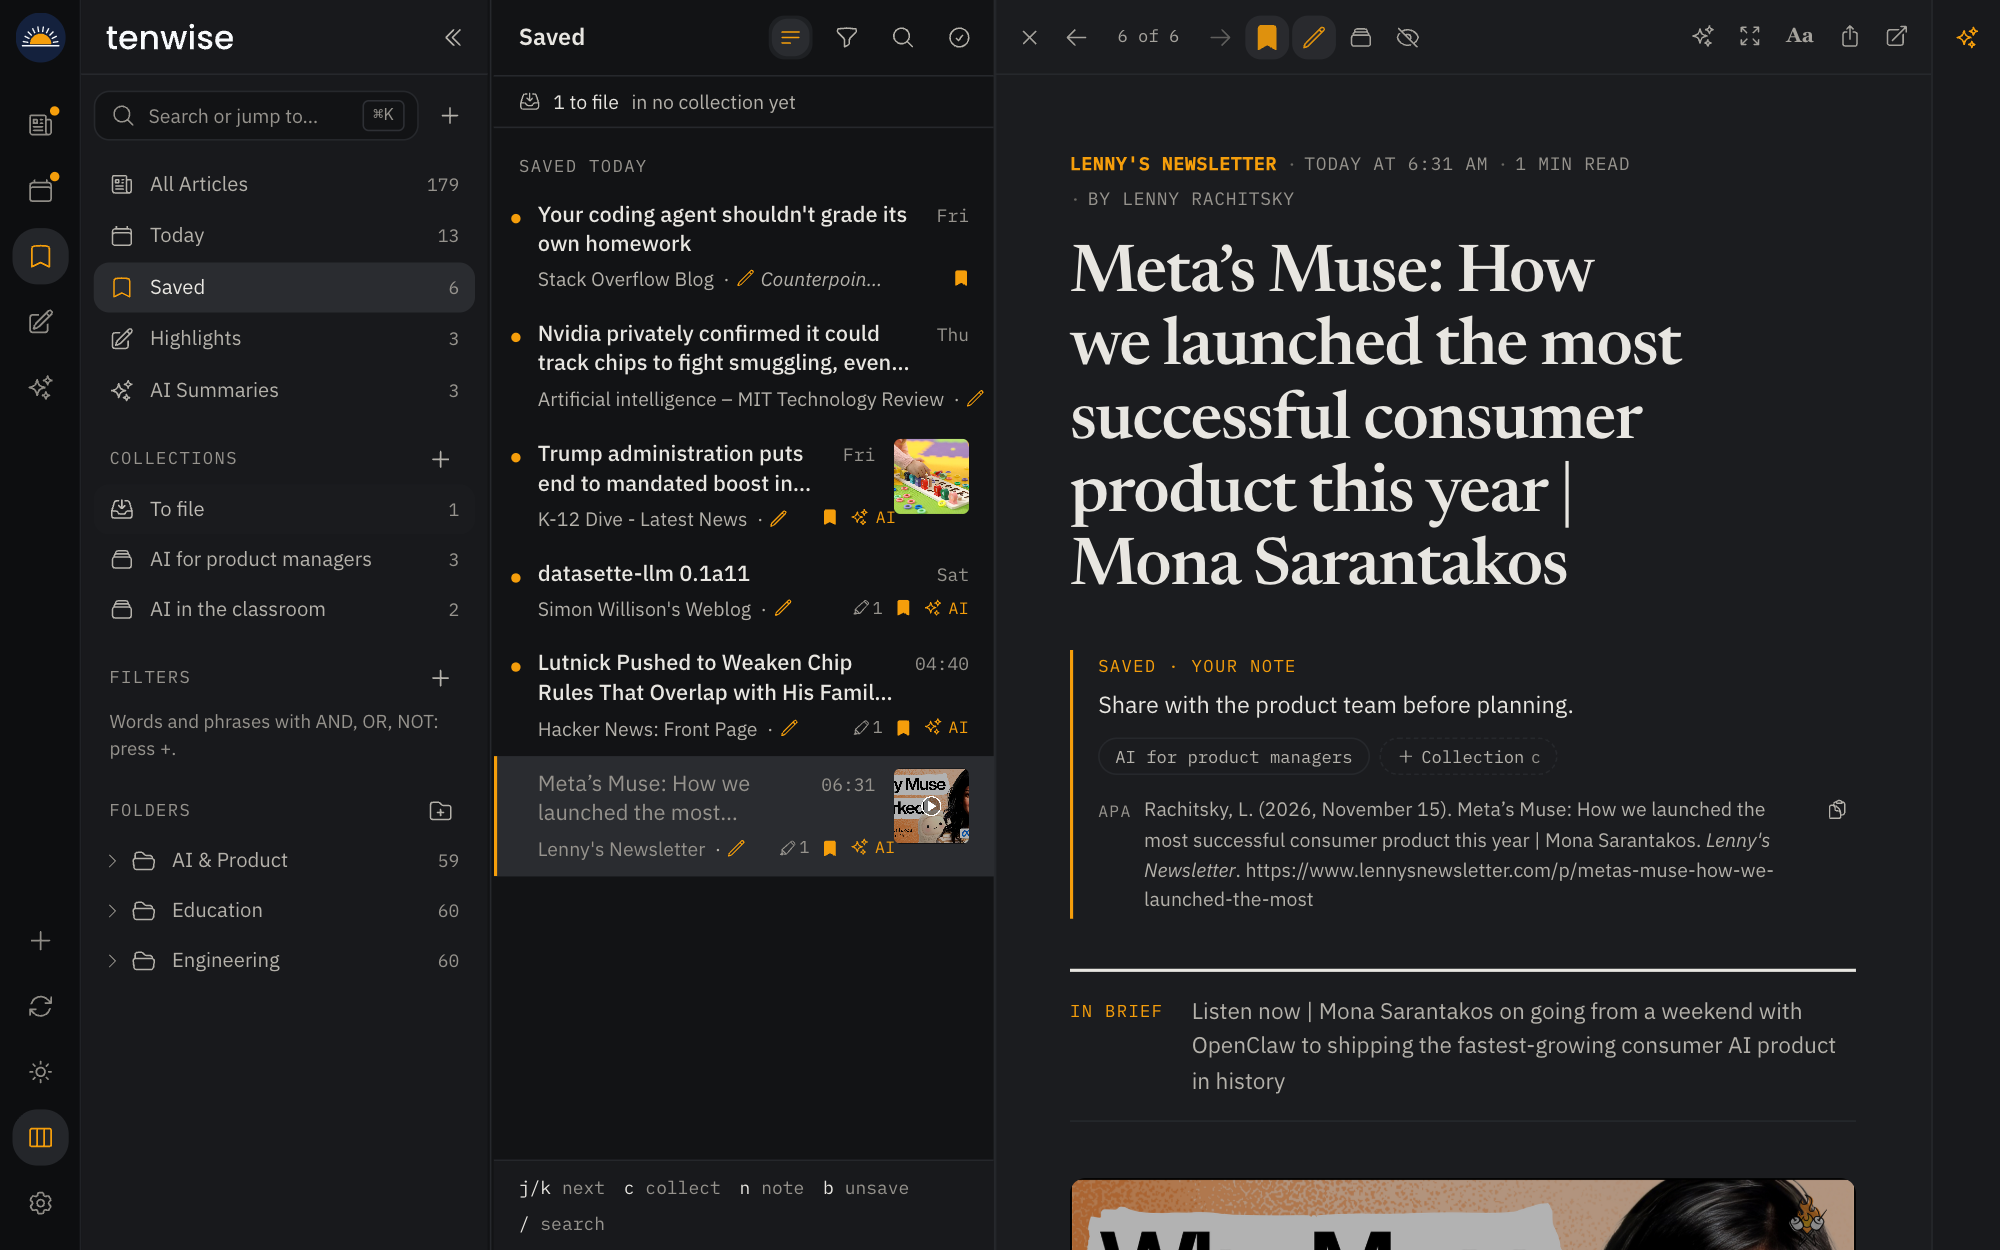 tenwise
Search or jump to...
⌘K
All Articles 179
Today 13
Saved 6
Highlights 3
AI Summaries 3
COLLECTIONS
To file 1
AI for product managers 3
AI in the classroom 2
FILTERS
Words and phrases with AND, OR, NOT:
press +.
FOLDERS
AI & Product 59
Education 60
Engineering 60
Saved
1 to file in no collection yet
SAVED TODAY
Your coding agent shouldn't grade its Fri
own homework
Stack Overflow Blog · Counterpoin...
Nvidia privately confirmed it could Thu
track chips to fight smuggling, even...
Artificial intelligence – MIT Technology Review ·
Trump administration puts Fri
end to mandated boost in...
K-12 Dive - Latest News · AI
datasette-llm 0.1a11 Sat
Simon Willison's Weblog · 1 AI
Lutnick Pushed to Weaken Chip 04:40
Rules That Overlap with His Famil...
Hacker News: Front Page · 1 AI
Meta’s Muse: How we 06:31
launched the most...
Lenny's Newsletter · 1 AI
y Muse
rked
j/k next c collect n note b unsave
/ search
6 of 6
Aa
LENNY'S NEWSLETTER · TODAY AT 6:31 AM · 1 MIN READ
· BY LENNY RACHITSKY
Meta’s Muse: How
we launched the most
successful consumer
product this year |
Mona Sarantakos
SAVED · YOUR NOTE
Share with the product team before planning.
AI for product managers + Collection c
APA Rachitsky, L. (2026, November 15). Meta’s Muse: How we launched the
most successful consumer product this year | Mona Sarantakos. Lenny's
Newsletter. https://www.lennysnewsletter.com/p/metas-muse-how-we-
launched-the-most
IN BRIEF Listen now | Mona Sarantakos on going from a weekend with
OpenClaw to shipping the fastest-growing consumer AI product
in history